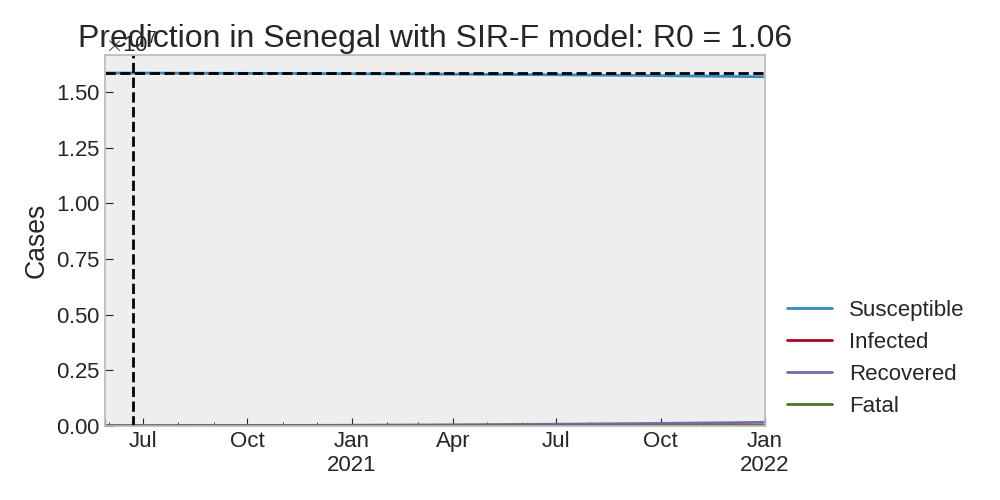 Prediction in Senegal with SIR-F model: R0 = 1.06
×10⁷
1.50
1.25
1.00
0.75
0.50
0.25
0.00
Cases
Jul
Oct
Jan
2021
Apr
Jul
Oct
Jan
2022
Susceptible
Infected
Recovered
Fatal